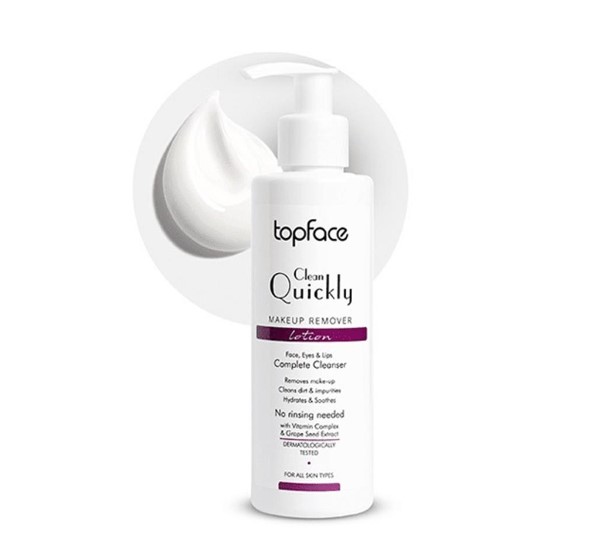 topface
Clean
Quickly
MAKEUP REMOVER
lotion
Face, Eyes & Lips
Complete Cleanser
Removes make-up
Cleans dirt & impurities
Hydrates & Soothes
No rinsing needed
with Vitamin Complex
& Grape Seed Extract
DERMATOLOGICALLY
TESTED
FOR ALL SKIN TYPES